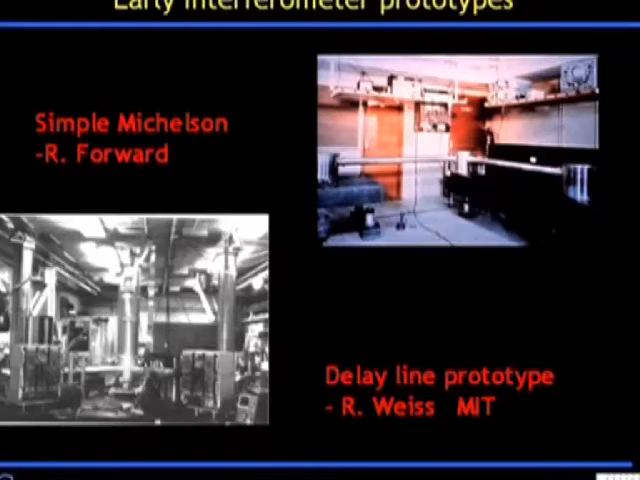 Early interferometer prototypes
Simple Michelson
-R. Forward
Delay line prototype
- R. Weiss MIT